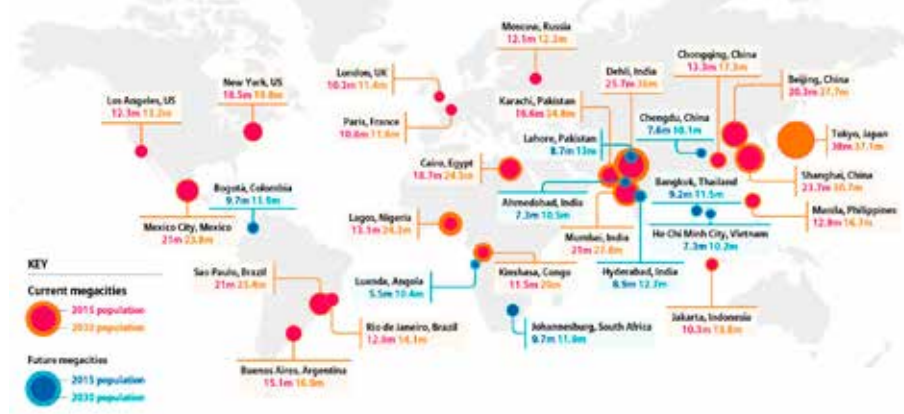 Moscow, Russia
12.1m 12.2m
Chongqing, China
13.3m 17.3m
London, UK
10.3m 11.4m
Dehli, India
25.7m 36m
New York, US
18.5m 19.8m
Beijing, China
20.3m 27.7m
Los Angeles, US
12.3m 13.2m
Karachi, Pakistan
16.6m 24.8m
Chengdu, China
7.6m 10.1m
Paris, France
10.8m 11.8m
Lahore, Pakistan
8.7m 13m
Tokyo, Japan
38m 37.1m
Cairo, Egypt
18.7m 24.5m
Shanghai, China
23.7m 30.7m
Bogotá, Colombia
9.7m 11.9m
Bangkok, Thailand
9.2m 11.5m
Ahmedabad, India
7.3m 10.5m
Mexico City, Mexico
21m 23.8m
Lagos, Nigeria
13.1m 24.2m
Manila, Philippines
12.9m 16.7m
Mumbai, India
21m 27.8m
Ho Chi Minh City, Vietnam
7.3m 10.2m
KEY
Current megacities
2015 population
2030 population
Sao Paulo, Brazil
21m 23.4m
Luanda, Angola
5.5m 10.4m
Kinshasa, Congo
11.5m 20m
Hyderabad, India
8.9m 12.7m
Rio de Janeiro, Brazil
12.9m 14.1m
Johannesburg, South Africa
9.7m 11.9m
Jakarta, Indonesia
10.3m 13.8m
Future megacities
2015 population
2030 population
Buenos Aires, Argentina
15.1m 16.9m